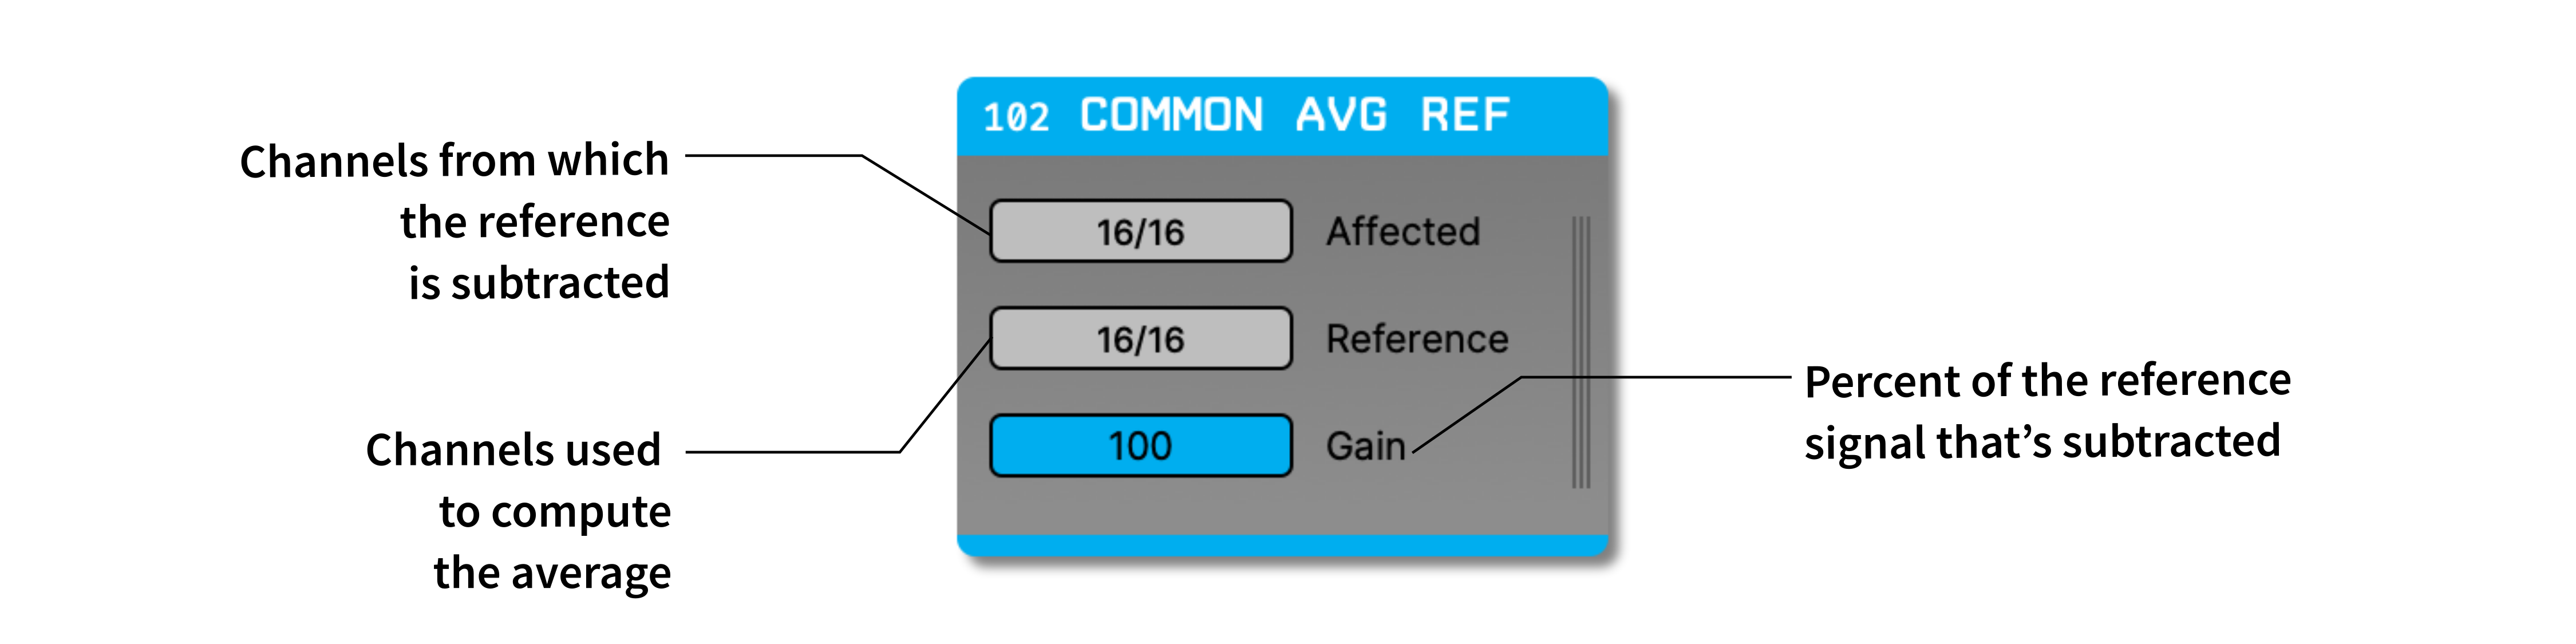 102 COMMON AVG REF
Channels from which
the reference
is subtracted
16/16 Affected
16/16 Reference
Channels used
to compute
the average
100 Gain
Percent of the reference
signal that’s subtracted